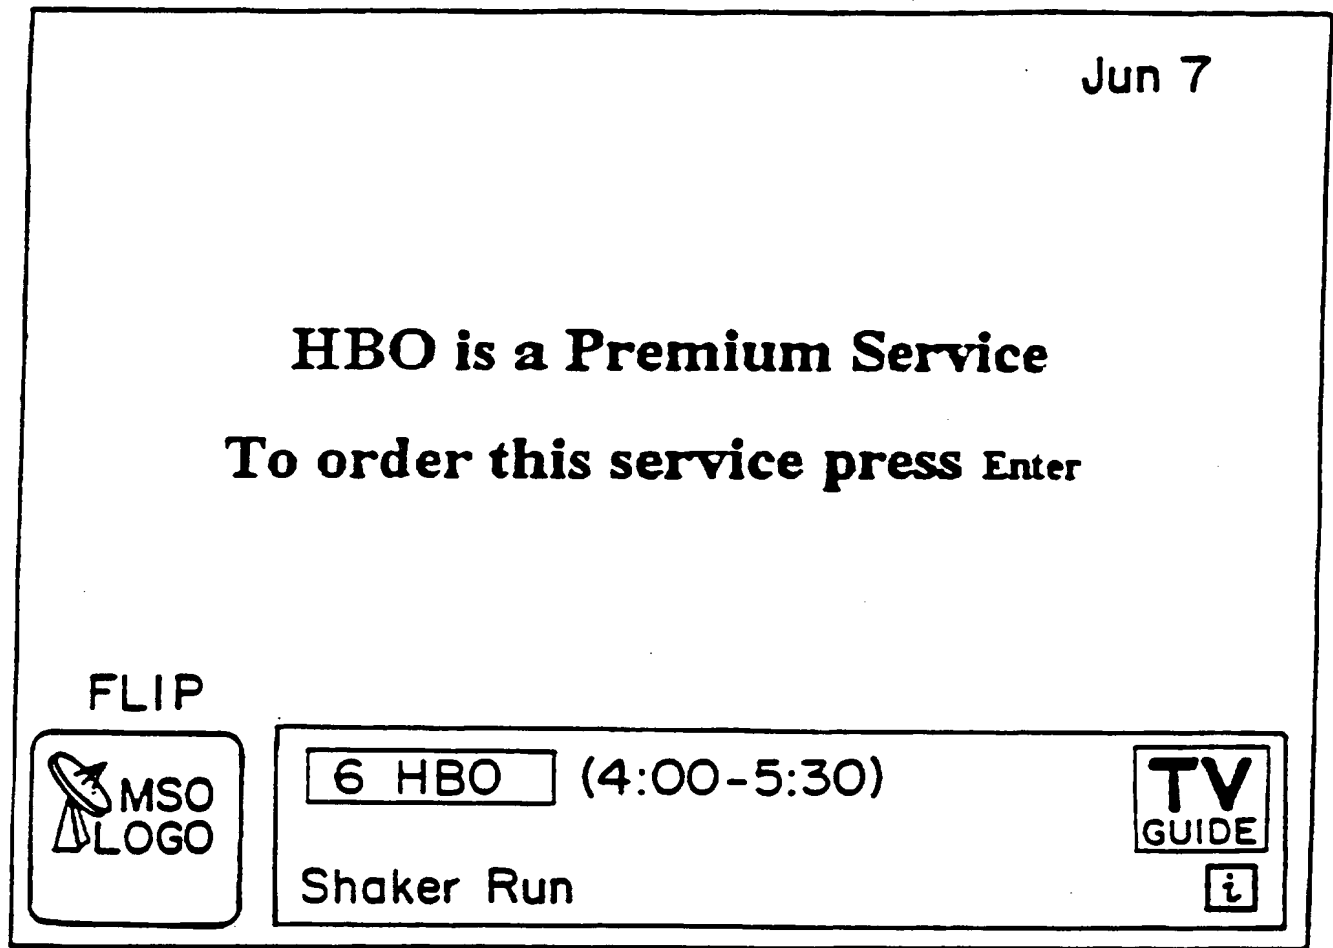 Jun 7
HBO is a Premium Service
To order this service press Enter
FLIP
MSO
LOGO
6 HBO (4:00-5:30)
Shaker Run
TV
GUIDE
i